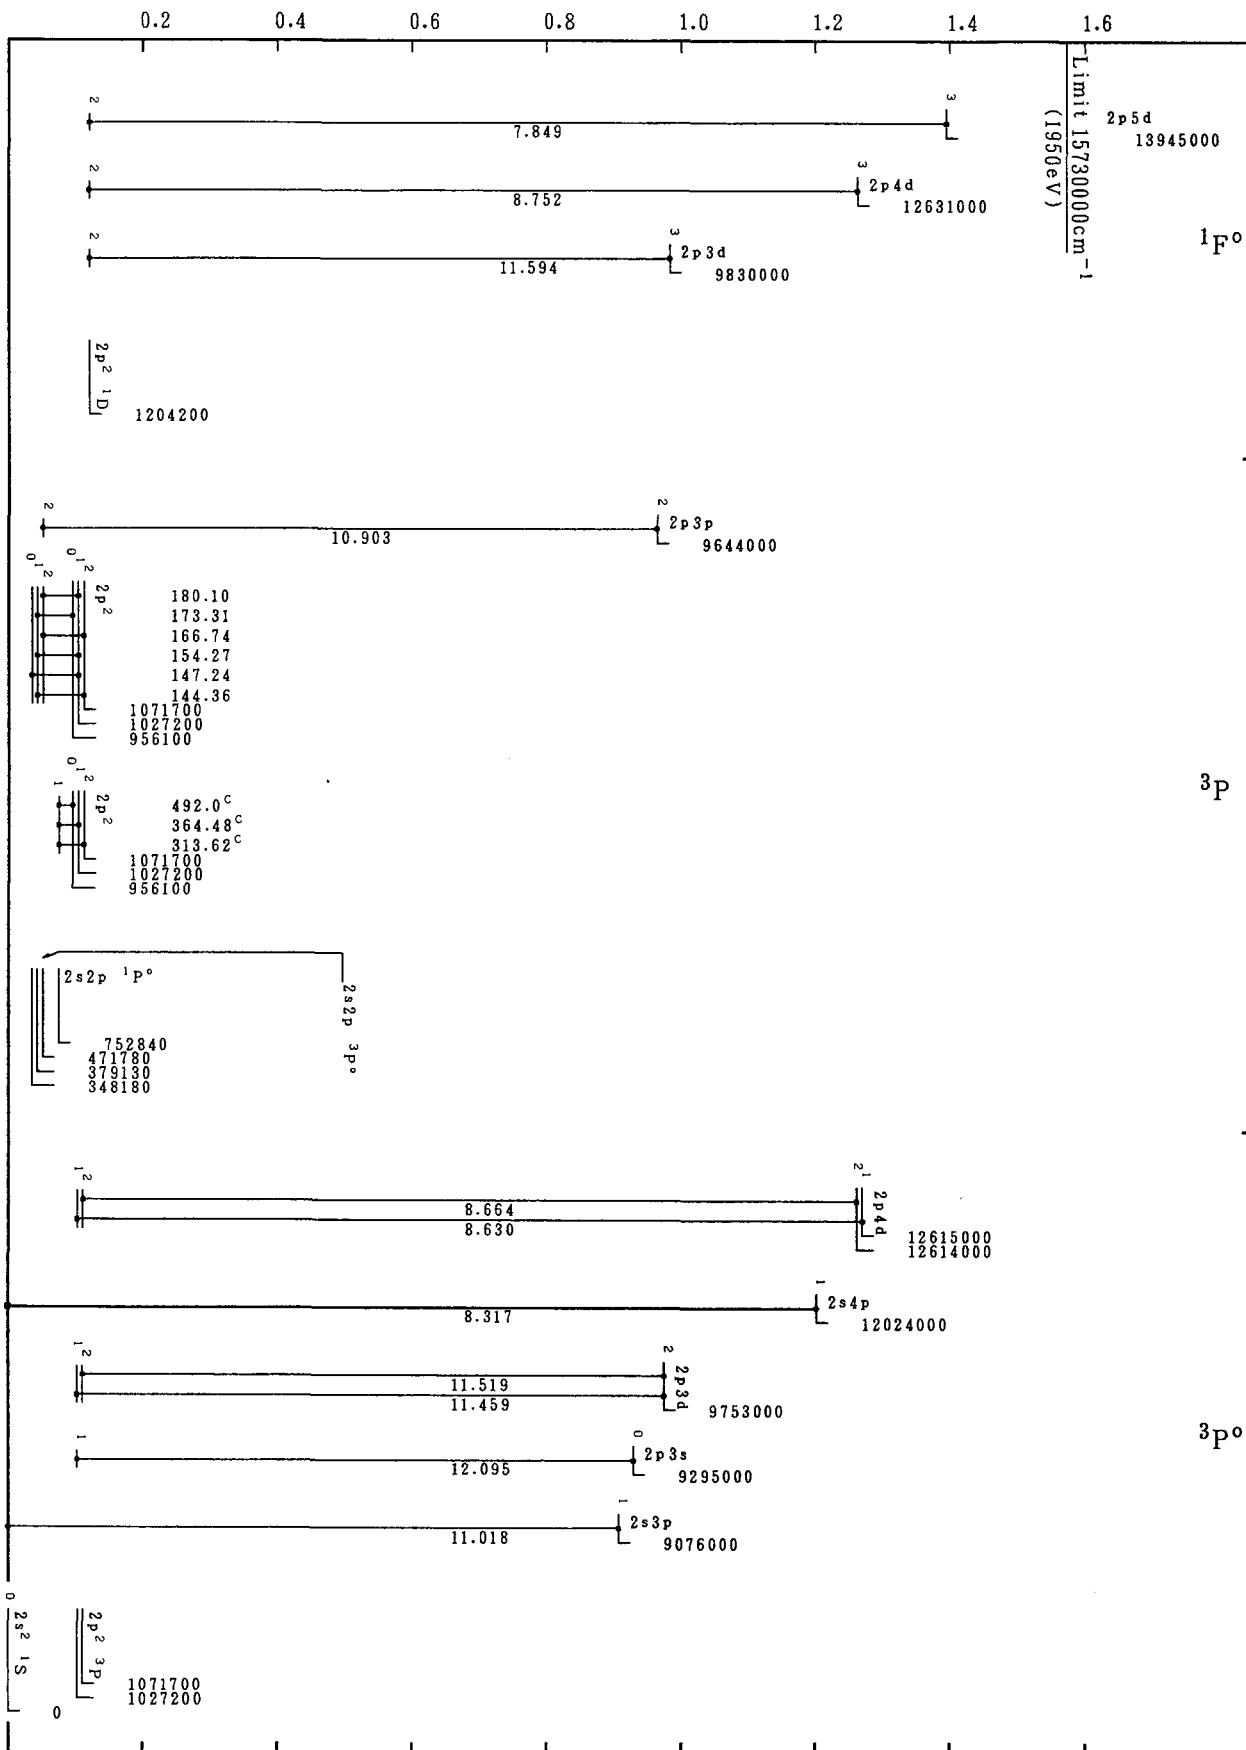 0.2 0.4 0.6 0.8 1.0 1.2 1.4 1.6
Limit 15730000cm⁻¹
(1950eV)
2 3 2p5d
7.849
13945000
2 3 2p4d
8.752
12631000
¹Fᵒ
2 3 2p3d
11.594
9830000
2p² ¹D
1204200
2 2 2p3p
10.903
9644000
0 1 2 0 1 2 2p²
180.10
173.31
166.74
154.27
147.24
144.36
1071700
1027200
956100
³P
1 0 1 2 2p²
492.0ᶜ
364.48ᶜ
313.62ᶜ
1071700
1027200
956100
2s2p ¹Pᵒ
2s2p ³Pᵒ
752840
471780
379130
348180
1 2 2 1 2p4d
8.664
8.630
12615000
12614000
1 2s4p
8.317
12024000
1 2 2 2p3d
11.519
11.459
9753000
³Pᵒ
1 0 2p3s
12.095
9295000
1 2s3p
11.018
9076000
0 2s² ¹S
0
2p² ³P
1071700
1027200